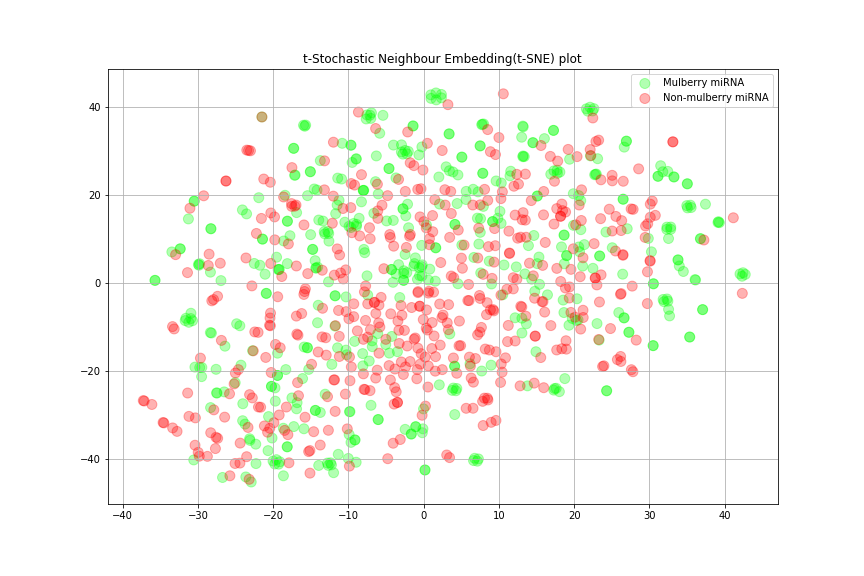 t-Stochastic Neighbour Embedding(t-SNE) plot
Mulberry miRNA
Non-mulberry miRNA
40
20
0
−20
−40
−40 −30 −20 −10 0 10 20 30 40